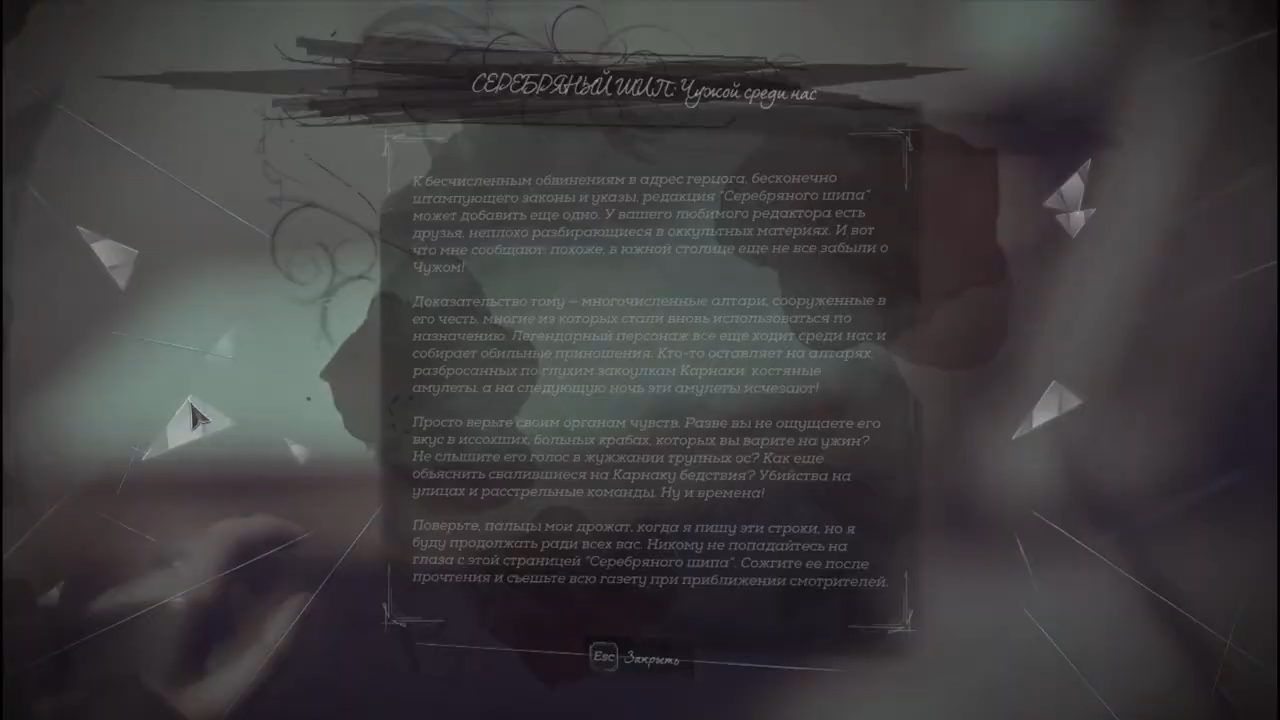 СЕРЕБРЯНЫЙ ШИП: Чужой среди нас
К бесчисленным обвинениям в адрес герцога, бесконечно
штампующего законы и указы, редакция "Серебряного шипа"
может добавить еще одно. У вашего любимого редактора есть
друзья, неплохо разбирающиеся в оккультных материях. И вот
что мне сообщают: похоже, в южной столице еще не все забыли о
Чужом!
Доказательство тому – многочисленные алтари, сооруженные в
его честь, многие из которых стали вновь использоваться по
назначению. Легендарный персонаж все еще ходит среди нас и
собирает обильные приношения. Кто-то оставляет на алтарях
разбросанных по глухим закоулкам Карнаки, костяные
амулеты, а на следующую ночь эти амулеты исчезают!
Просто верьте своим органам чувств. Разве вы не ощущаете его
вкус в иссохших, больных крабах, которых вы варите на ужин?
Не слышите его голос в жужжании трупных ос? Как еще
объяснить свалившиеся на Карнаку бедствия? Убийства на
улицах и расстрельные команды. Ну и времена!
Поверьте, пальцы мои дрожат, когда я пишу эти строки, но я
буду продолжать ради всех вас. Никому не попадайтесь на
глаза с этой страницей "Серебряного шипа". Сожгите ее после
прочтения и съешьте всю газету при приближении смотрителей.
Esc Закрыть